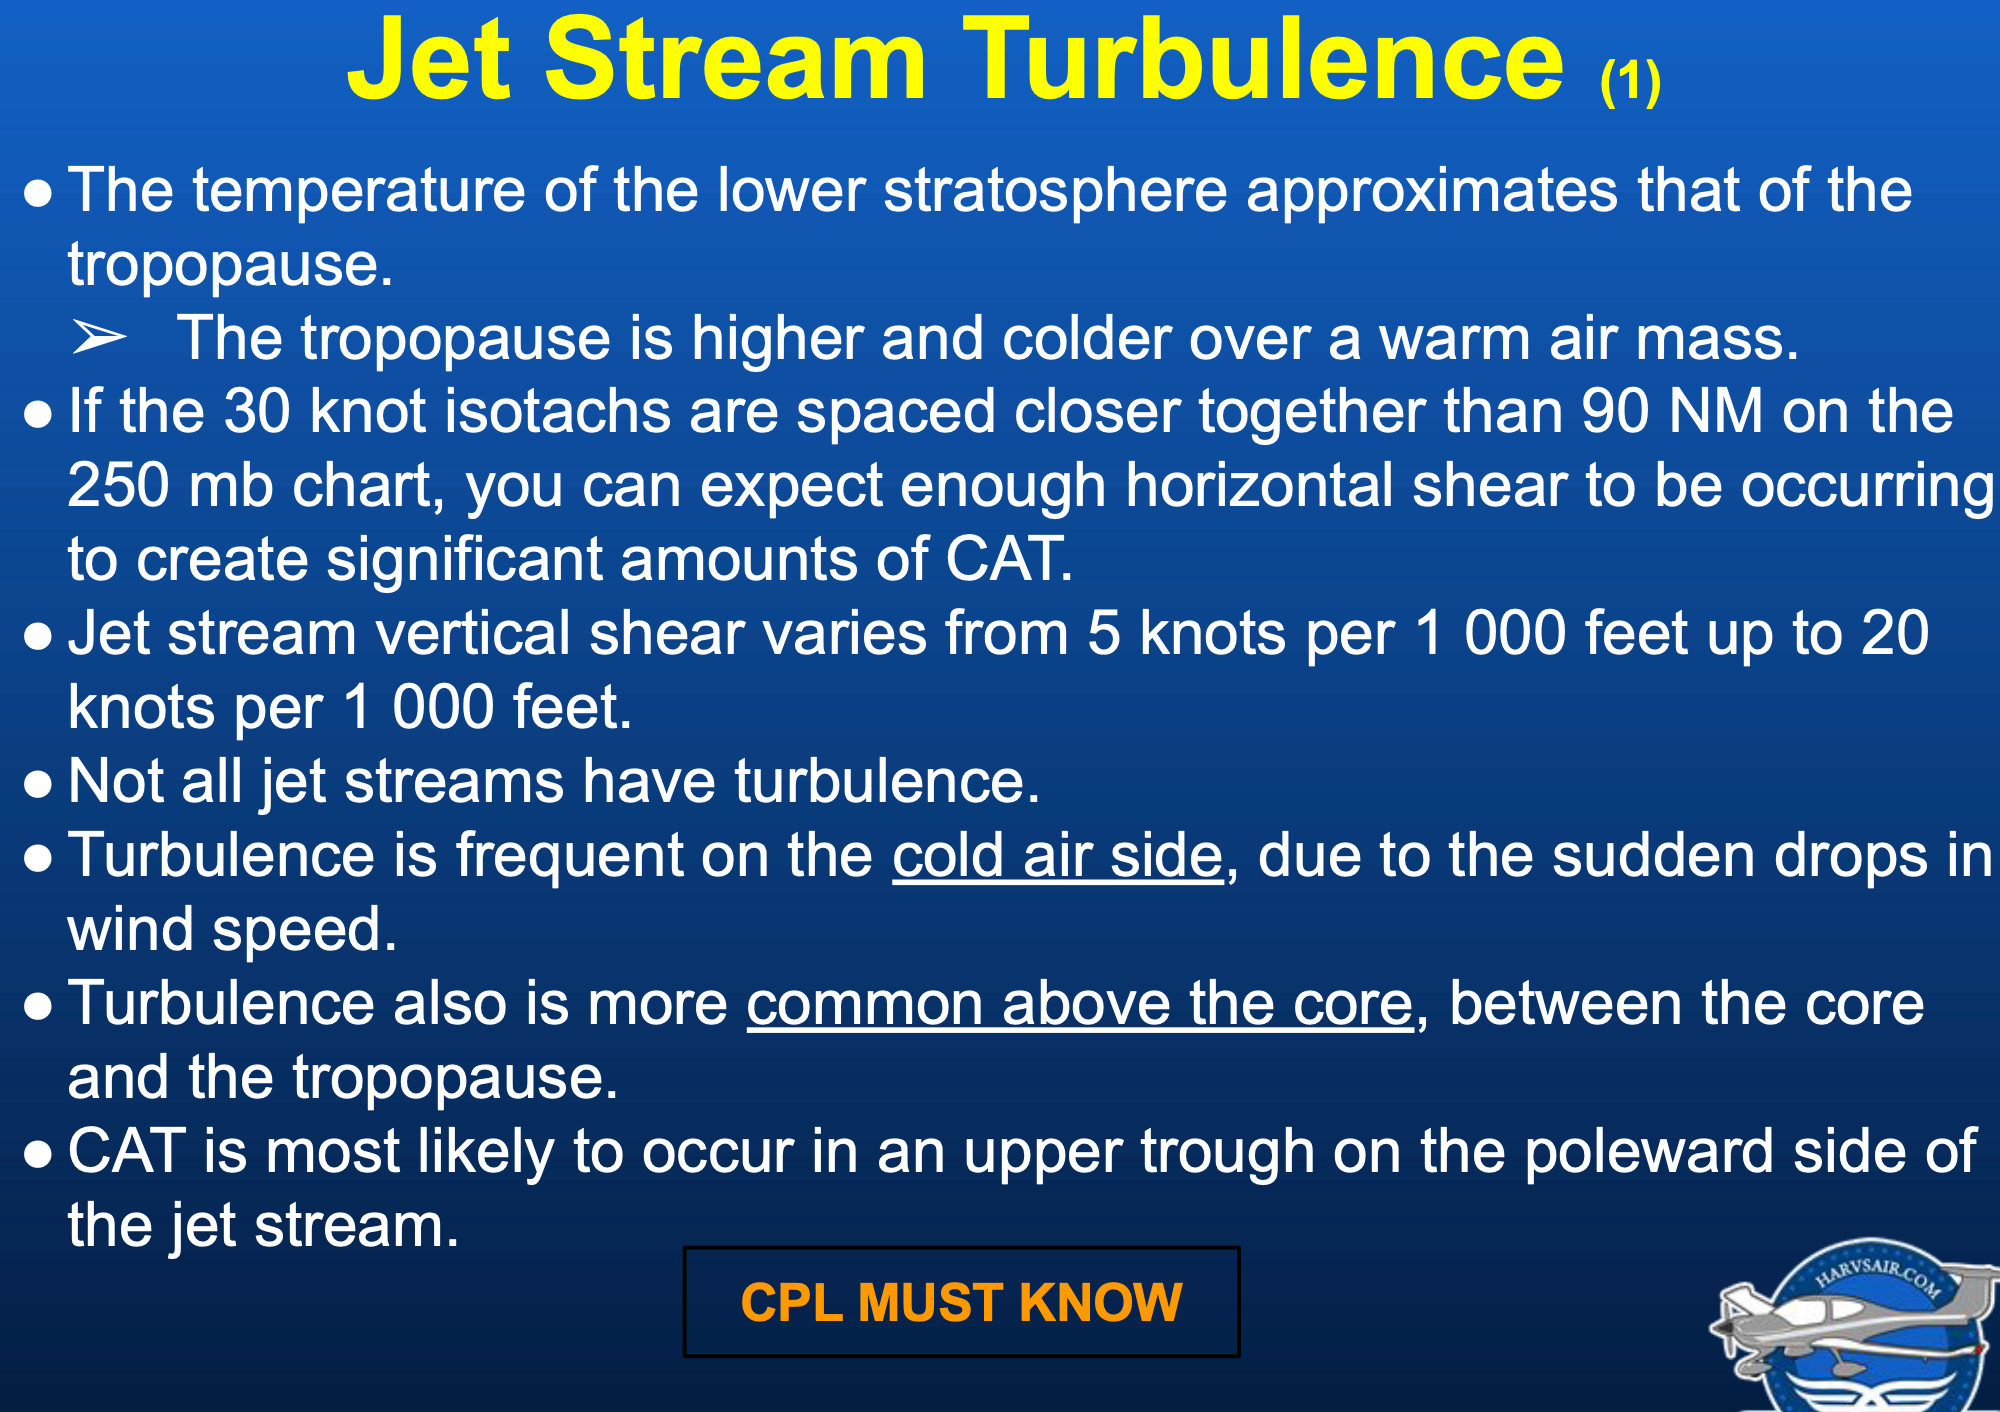 Jet Stream Turbulence (1)
● The temperature of the lower stratosphere approximates that of the
tropopause.
➢ The tropopause is higher and colder over a warm air mass.
● If the 30 knot isotachs are spaced closer together than 90 NM on the
250 mb chart, you can expect enough horizontal shear to be occurring
to create significant amounts of CAT.
● Jet stream vertical shear varies from 5 knots per 1 000 feet up to 20
knots per 1 000 feet.
● Not all jet streams have turbulence.
● Turbulence is frequent on the cold air side, due to the sudden drops in
wind speed.
● Turbulence also is more common above the core, between the core
and the tropopause.
● CAT is most likely to occur in an upper trough on the poleward side of
the jet stream.
CPL MUST KNOW
HARVSAIR.COM